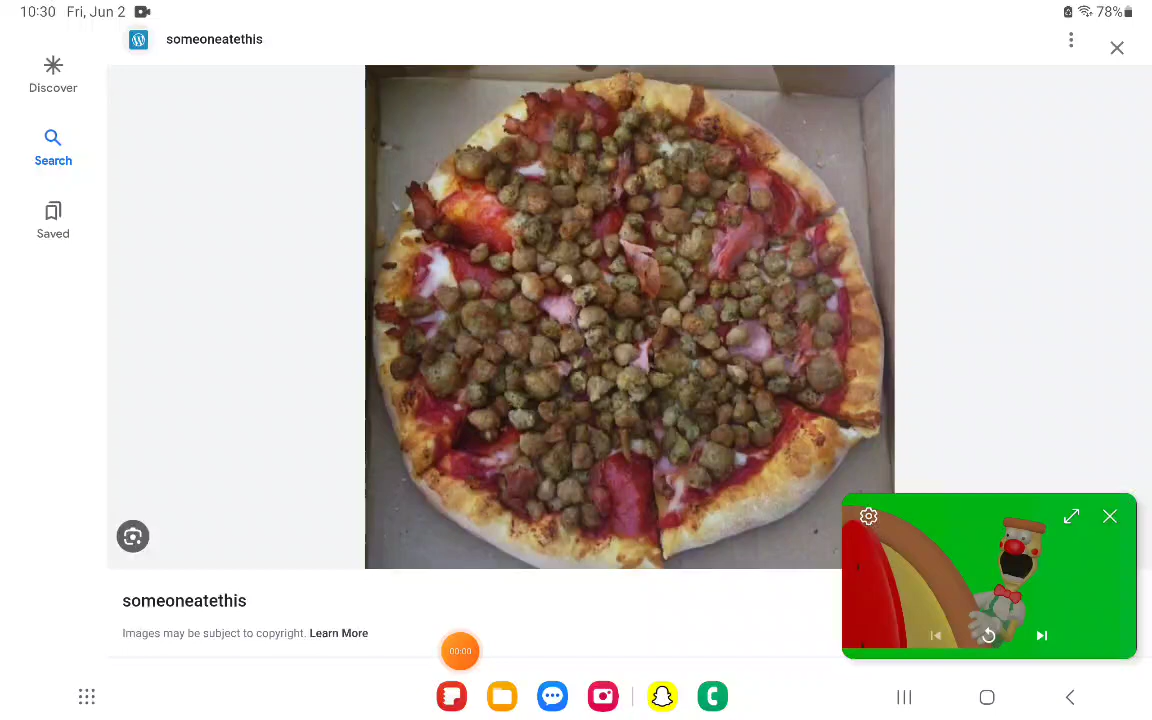 10:30 Fri, Jun 2
78%
someoneatethis
Discover
Search
Saved
someoneatethis
Images may be subject to copyright. Learn More
00:00